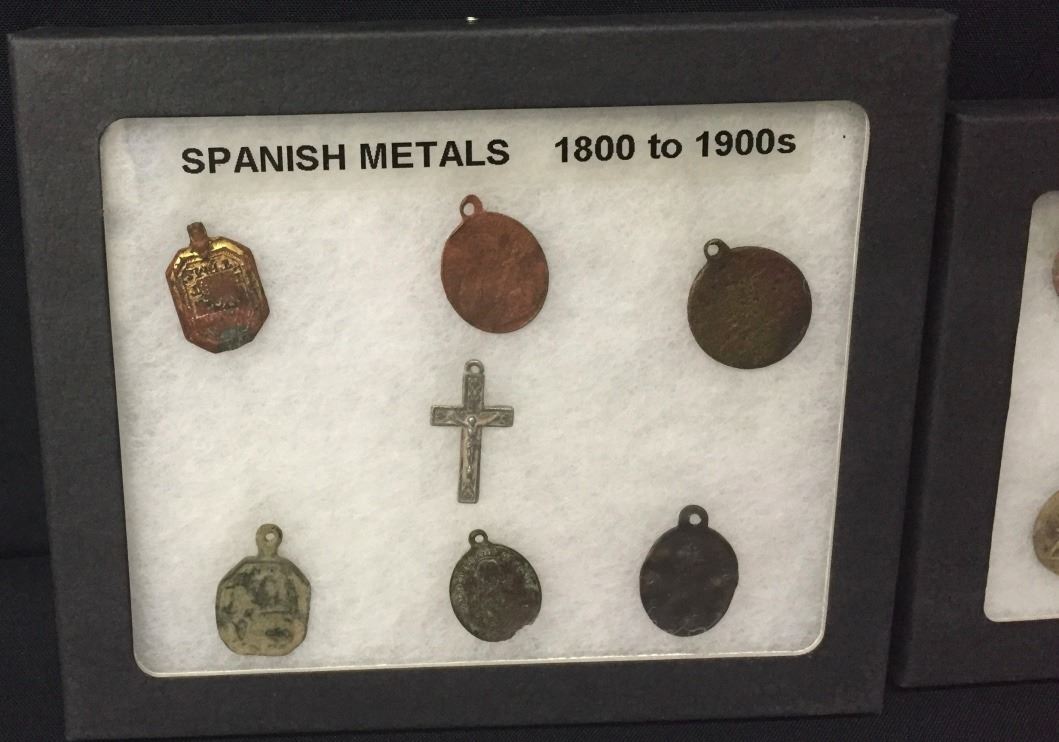 SPANISH METALS 1800 to 1900s